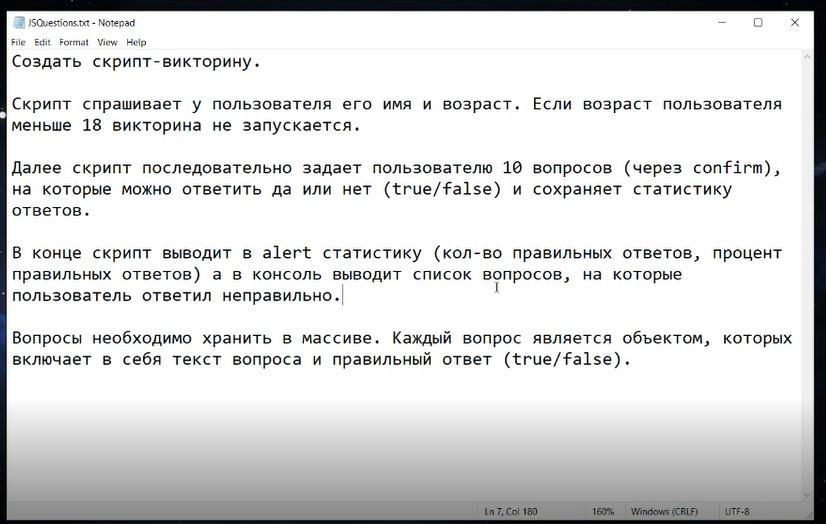 JSQuestions.txt - Notepad
File Edit Format View Help
Создать скрипт-викторину.
Скрипт спрашивает у пользователя его имя и возраст. Если возраст пользователя
меньше 18 викторина не запускается.
Далее скрипт последовательно задает пользователю 10 вопросов (через confirm),
на которые можно ответить да или нет (true/false) и сохраняет статистику
ответов.
В конце скрипт выводит в alert статистику (кол-во правильных ответов, процент
правильных ответов) а в консоль выводит список вопросов, на которые
пользователь ответил неправильно.
Вопросы необходимо хранить в массиве. Каждый вопрос является объектом, которых
включает в себя текст вопроса и правильный ответ (true/false).
Ln 7, Col 180 160% Windows (CRLF) UTF-8